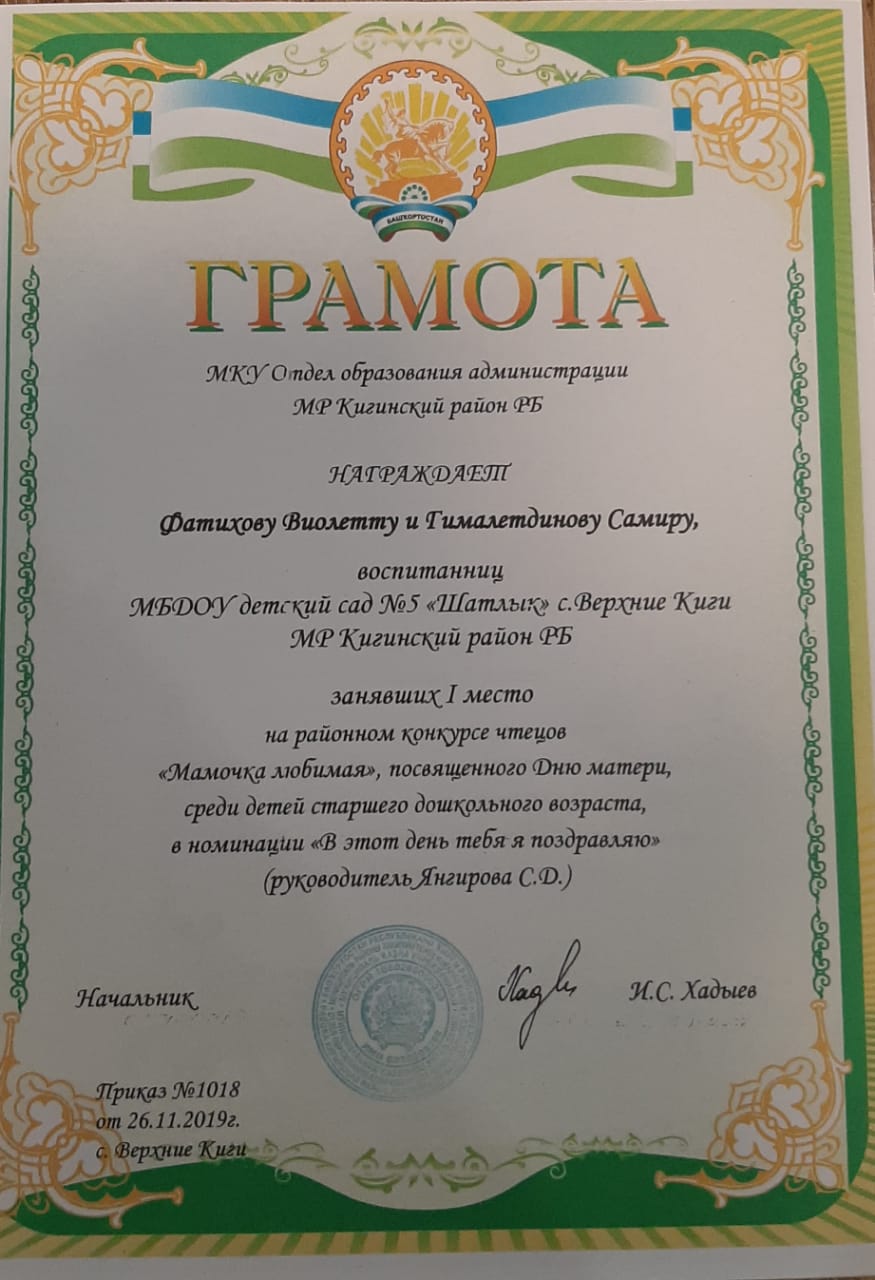 БАШКОРТОСТАН
ГРАМОТА
МКУ Отдел образования администрации
МР Кигинский район РБ
НАГРАЖДАЕТ
Фатихову Виолетту и Гималетдинову Самиру,
воспитанниц
МБДОУ детский сад №5 «Шатлык» с.Верхние Киги
МР Кигинский район РБ
занявших I место
на районном конкурсе чтецов
«Мамочка любимая», посвященного Дню матери,
среди детей старшего дошкольного возраста,
в номинации «В этот день тебя я поздравляю»
(руководитель Янгирова С.Д.)
Начальник
И.С. Хадыев
Приказ №1018
от 26.11.2019г.
с. Верхние Киги